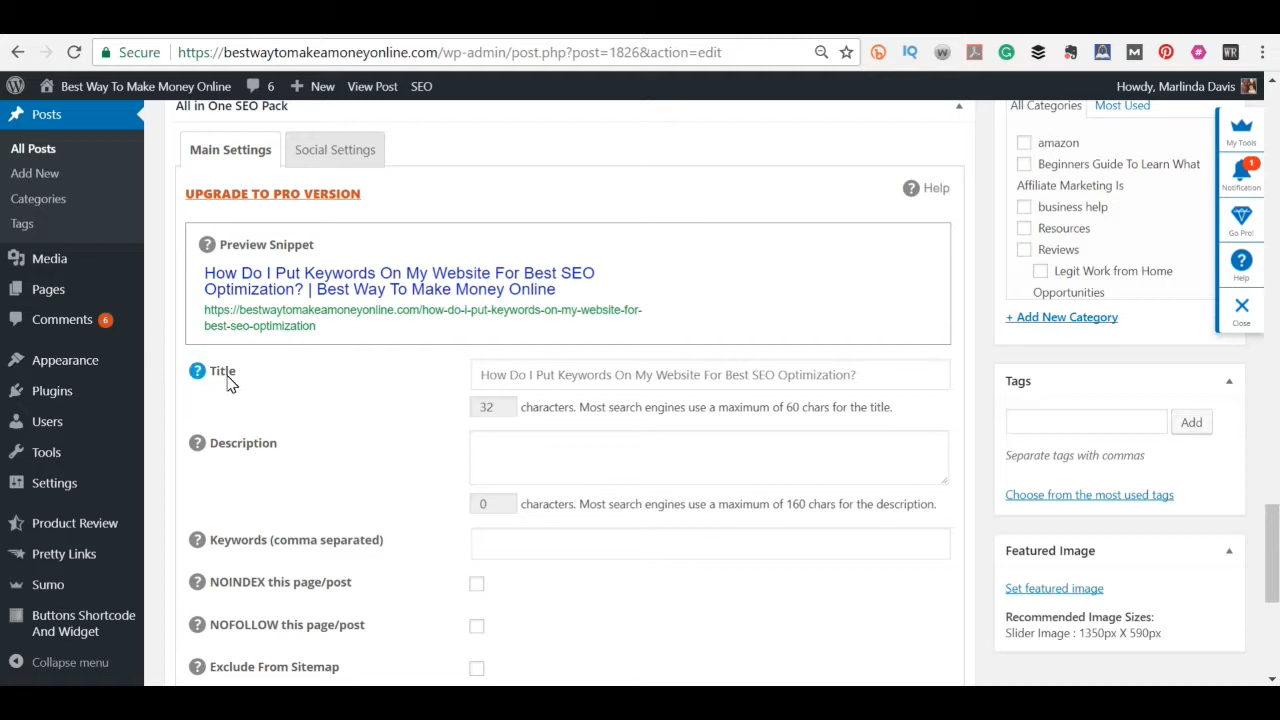 Secure
https://bestwaytomakeamoneyonline.com/wp-admin/post.php?post=1826&action=edit
Best Way To Make Money Online
6
New
View Post
SEO
Howdy, Marlinda Davis
Posts
All Posts
Add New
Categories
Tags
Media
Pages
Comments 6
Appearance
Plugins
Users
Tools
Settings
Product Review
Pretty Links
Sumo
Buttons Shortcode
And Widget
Collapse menu
All in One SEO Pack
Main Settings
Social Settings
UPGRADE TO PRO VERSION
Help
Preview Snippet
How Do I Put Keywords On My Website For Best SEO
Optimization? | Best Way To Make Money Online
https://bestwaytomakeamoneyonline.com/how-do-i-put-keywords-on-my-website-for-
best-seo-optimization
Title
How Do I Put Keywords On My Website For Best SEO Optimization?
32 characters. Most search engines use a maximum of 60 chars for the title.
Description
0 characters. Most search engines use a maximum of 160 chars for the description.
Keywords (comma separated)
NOINDEX this page/post
NOFOLLOW this page/post
Exclude From Sitemap
All Categories
Most Used
amazon
Beginners Guide To Learn What
Affiliate Marketing Is
business help
Resources
Reviews
Legit Work from Home
Opportunities
+ Add New Category
Tags
Add
Separate tags with commas
Choose from the most used tags
Featured Image
Set featured image
Recommended Image Sizes:
Slider Image : 1350px X 590px
My Tools
1
Notification
Go Pro!
Help
Close